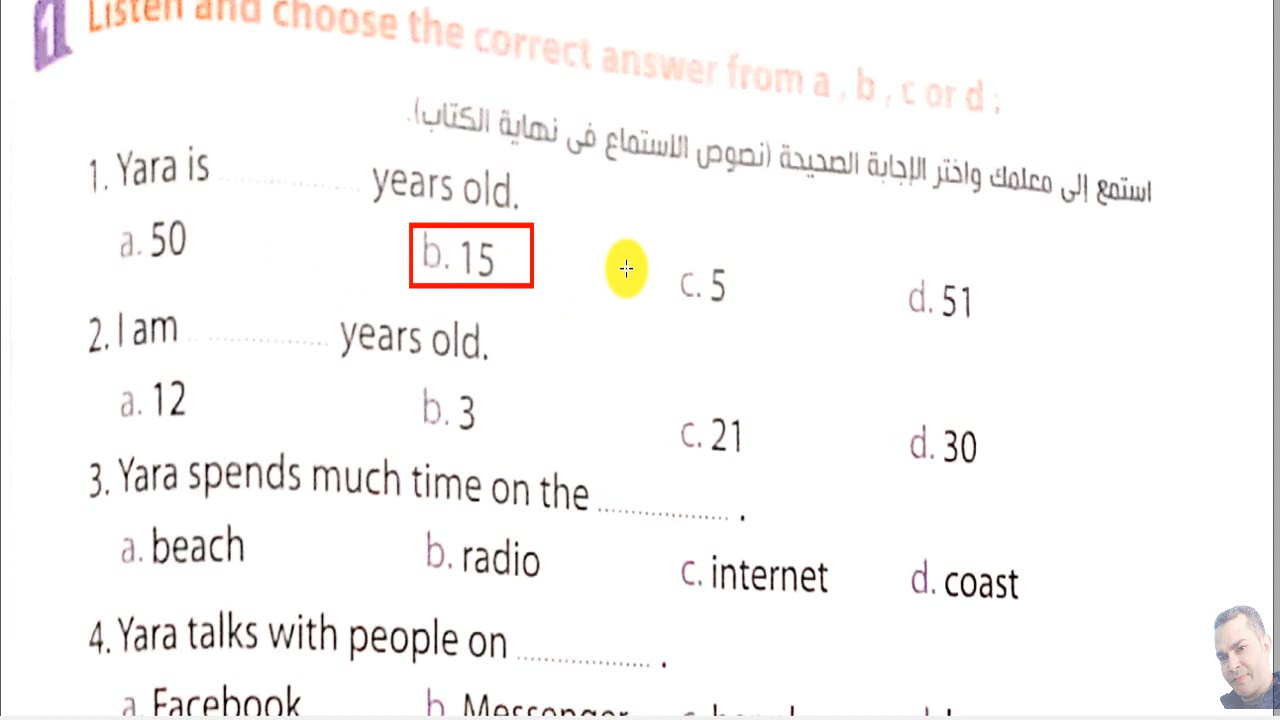 1 Listen and choose the correct answer from a , b , c or d :
استمع إلى معلمك واختر الإجابة الصحيحة (نصوص الاستماع فى نهاية الكتاب).
1. Yara is .................... years old.
a. 50 b. 15 c. 5 d. 51
2. I am .................... years old.
a. 12 b. 3 c. 21 d. 30
3. Yara spends much time on the .................... .
a. beach b. radio c. internet d. coast
4. Yara talks with people on .................... .
a. Facebook b. Messenger